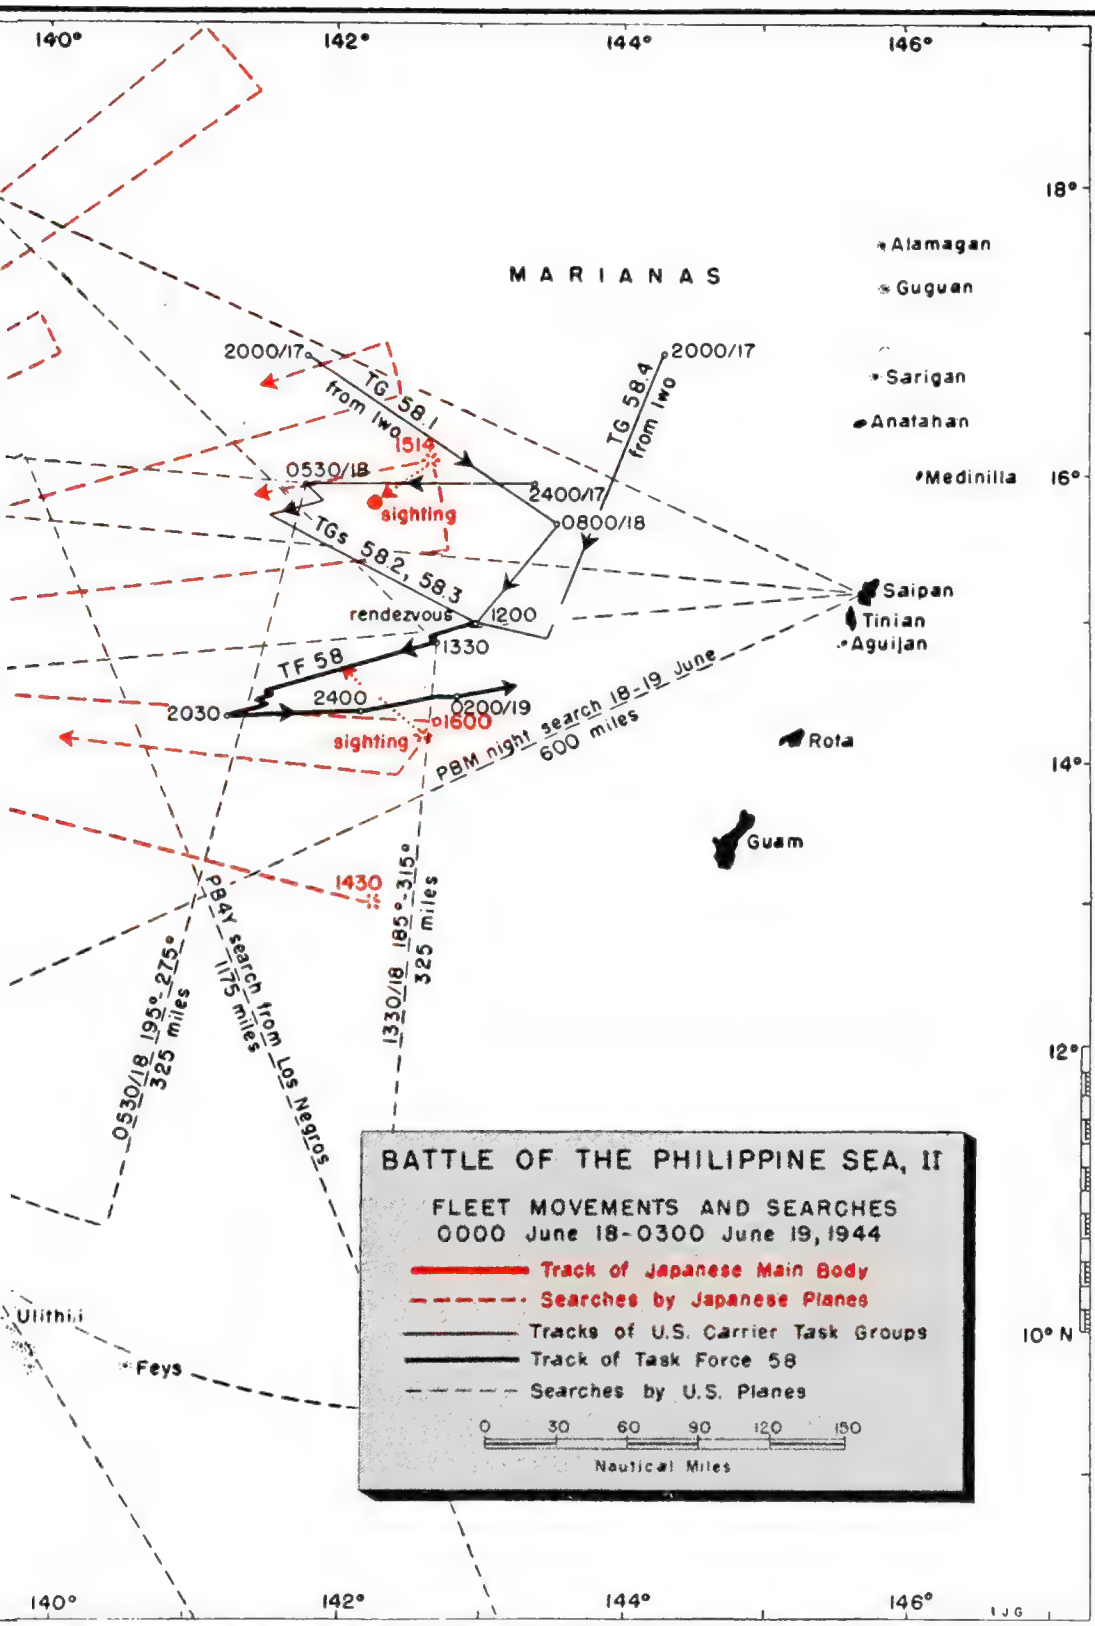 140° 142° 144° 146°
18°
Alamagan
MARIANAS
Guguan
2000/17
2000/17
TG 58.1
from Iwo
TG 58.4
from Iwo
Sarigan
Anatahan
1514
0530/18
2400/17
Medinilla
16°
sighting
0800/18
TGs 58.2, 58.3
Saipan
rendezvous
1200
Tinian
1330
Aguijan
TF 58
2400
0200/19
2030
1600
sighting
PBM night search 18-19 June
600 miles
Rota
14°
Guam
1430
PB4Y search from Los Negros
1175 miles
0530/18 195°-275°
325 miles
1330/18 185°-315°
325 miles
12°
BATTLE OF THE PHILIPPINE SEA, II
FLEET MOVEMENTS AND SEARCHES
0000 June 18-0300 June 19, 1944
Track of Japanese Main Body
Searches by Japanese Planes
Tracks of U.S. Carrier Task Groups
Track of Task Force 58
Searches by U.S. Planes
0 30 60 90 120 150
Nautical Miles
10° N
Ulithi
Feys
140° 142° 144° 146°
IJG